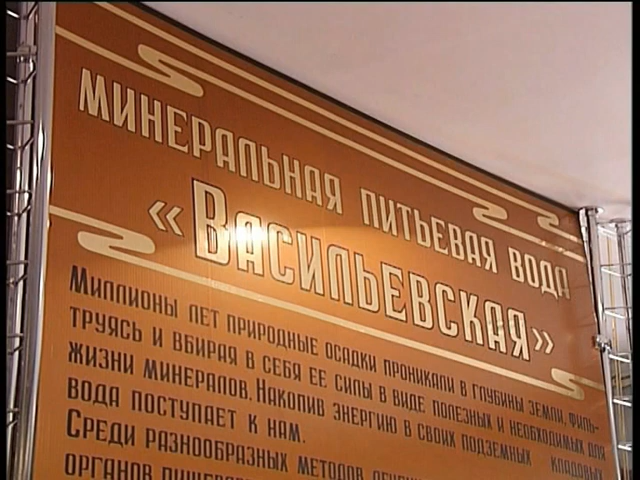 МИНЕРАЛЬНАЯ ПИТЬЕВАЯ ВОДА
«ВАСИЛЬЕВСКАЯ»
МИЛЛИОНЫ ЛЕТ ПРИРОДНЫЕ ОСАДКИ ПРОНИКАЛИ В ГЛУБИНЫ ЗЕМЛИ, ФИЛЬ-
ТРУЯСЬ И ВБИРАЯ В СЕБЯ ЕЕ СИЛЫ В ВИДЕ ПОЛЕЗНЫХ И НЕОБХОДИМЫХ ДЛЯ
ЖИЗНИ МИНЕРАЛОВ. НАКОПИВ ЭНЕРГИЮ В СВОИХ ПОДЗЕМНЫХ КЛАДОВЫХ
ВОДА ПОСТУПАЕТ К НАМ.
СРЕДИ РАЗНООБРАЗНЫХ МЕТОДОВ
ОРГАНОВ